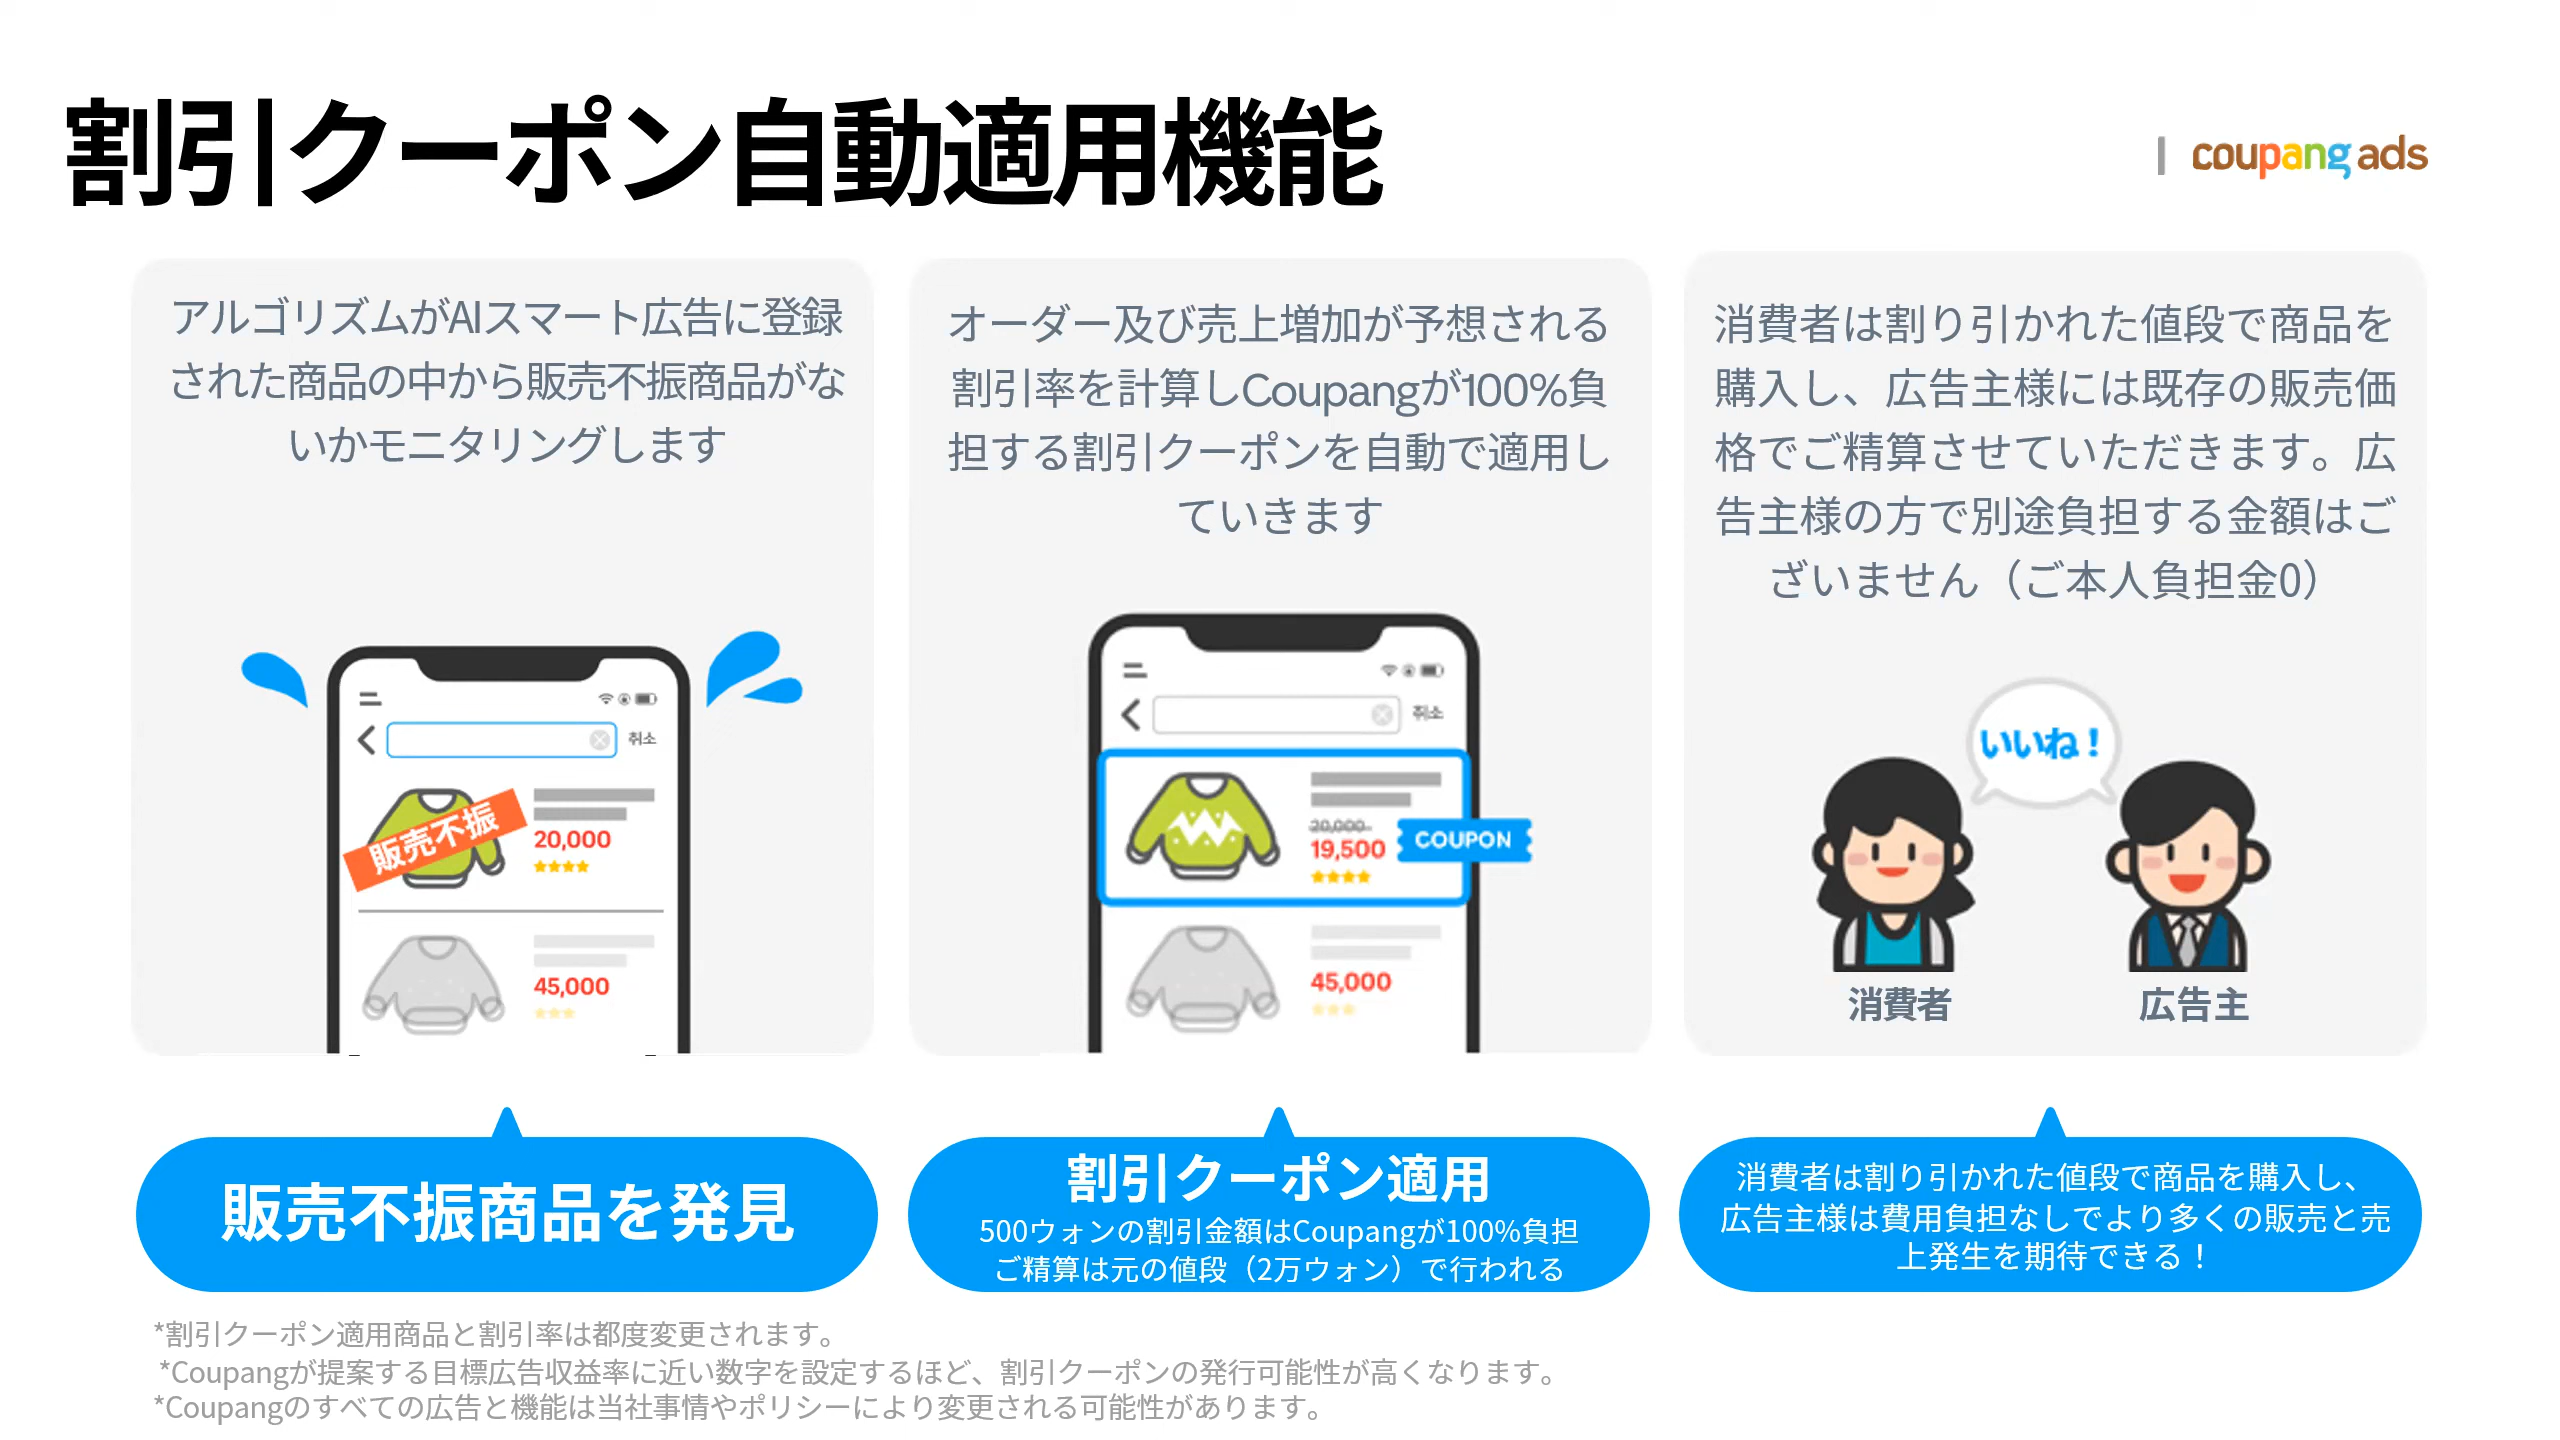 割引クーポン自動適用機能
coupang ads
アルゴリズムがAIスマート広告に登録
された商品の中から販売不振商品がな
いかモニタリングします
취소
販売不振
20,000
45,000
オーダー及び売上増加が予想される
割引率を計算しCoupangが100%負
担する割引クーポンを自動で適用し
ていきます
취소
20,000
19,500
COUPON
45,000
消費者は割り引かれた値段で商品を
購入し、広告主様には既存の販売価
格でご精算させていただきます。広
告主様の方で別途負担する金額はご
ざいません（ご本人負担金0）
いいね！
消費者
広告主
販売不振商品を発見
割引クーポン適用
500ウォンの割引金額はCoupangが100%負担
ご精算は元の値段（2万ウォン）で行われる
消費者は割り引かれた値段で商品を購入し、
広告主様は費用負担なしでより多くの販売と売
上発生を期待できる！
*割引クーポン適用商品と割引率は都度変更されます。
*Coupangが提案する目標広告収益率に近い数字を設定するほど、割引クーポンの発行可能性が高くなります。
*Coupangのすべての広告と機能は当社事情やポリシーにより変更される可能性があります。